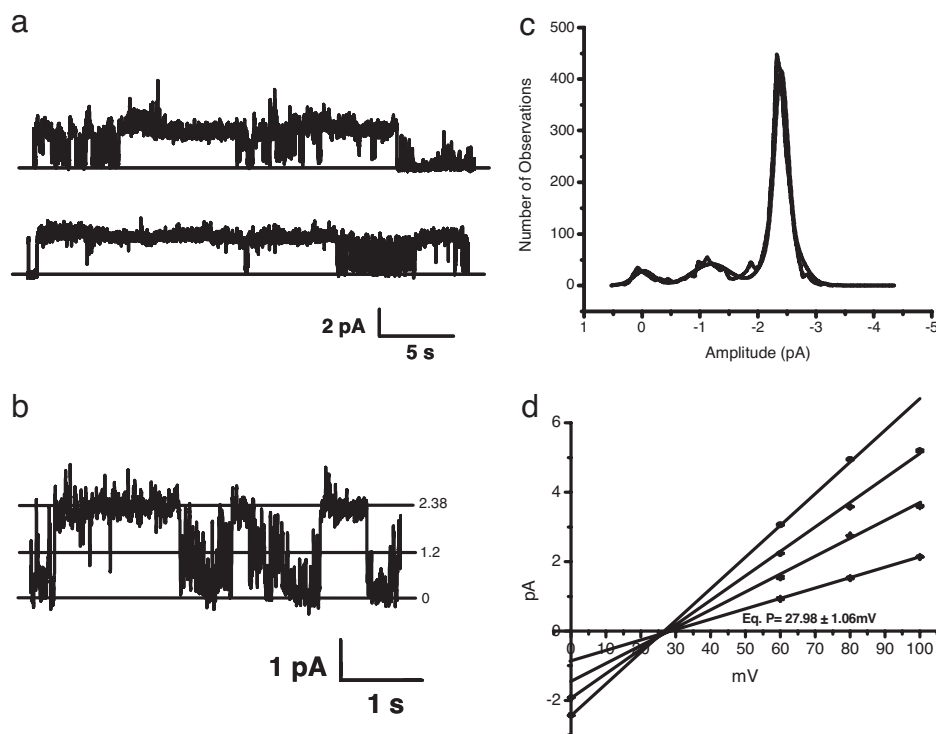 a
2 pA
5 s
b
2.38
1.2
0
1 pA
1 s
c
500
400
300
200
100
0
Number of Observations
1 0 -1 -2 -3 -4 -5
Amplitude (pA)
d
6
4
2
0
-2
pA
Eq. P= 27.98 ± 1.06mV
0 10 20 30 40 50 60 70 80 90 100
mV